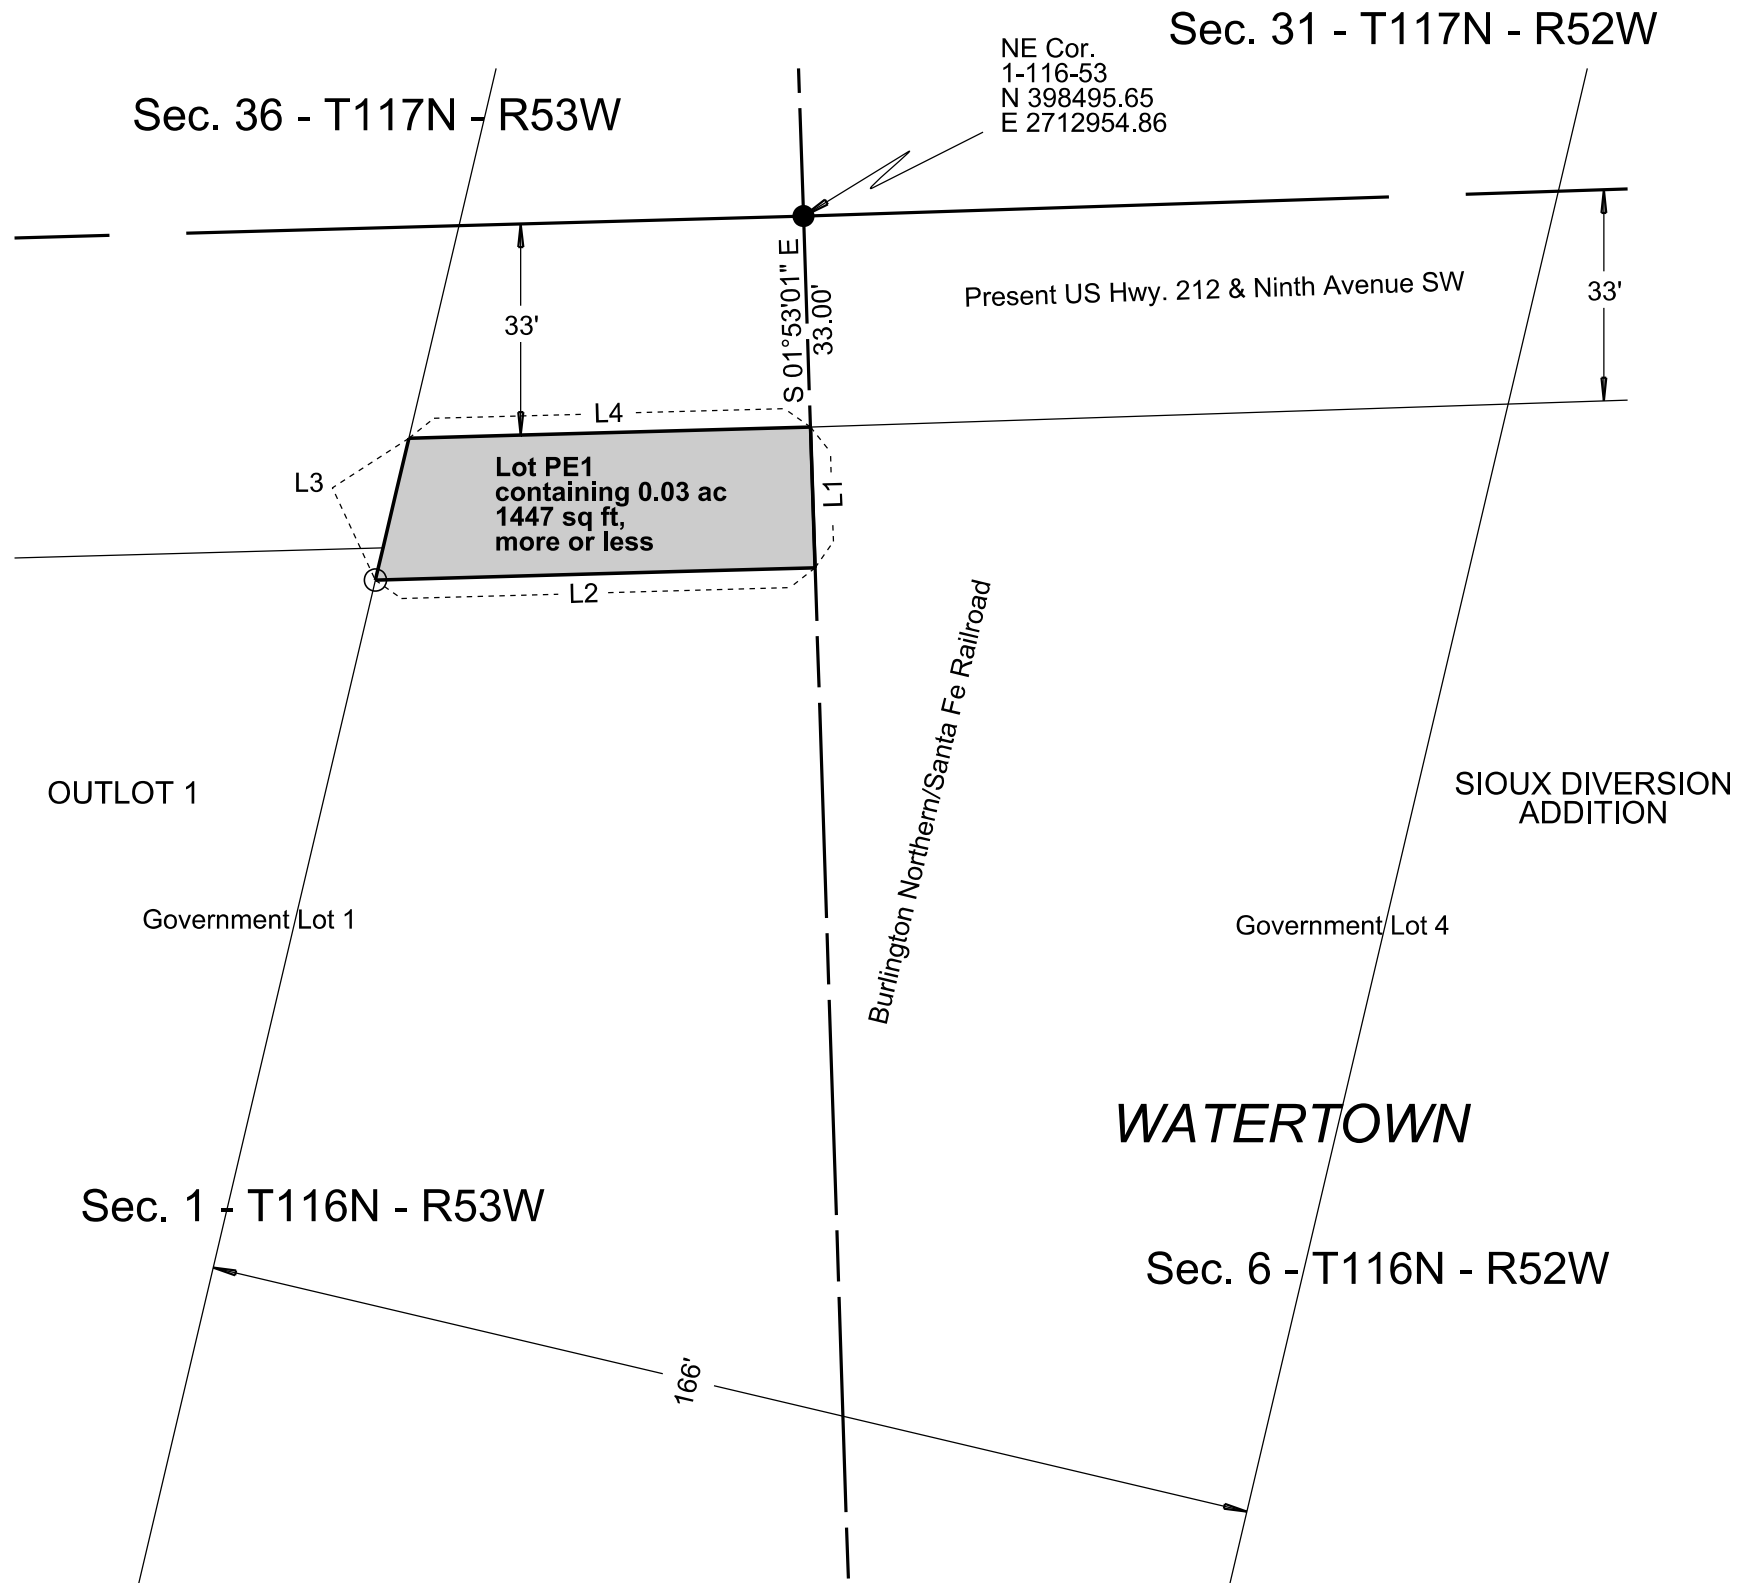 Sec. 31 - T117N - R52W
NE Cor.
1-116-53
N 398495.65
E 2712954.86
Sec. 36 - T117N - R53W
S 01°53'01" E
33.00'
Present US Hwy. 212 & Ninth Avenue SW
33'
33'
L4
L3
Lot PE1
containing 0.03 ac
1447 sq ft,
more or less
L1
L2
Burlington Northern/Santa Fe Railroad
OUTLOT 1
SIOUX DIVERSION
ADDITION
Government Lot 1
Government Lot 4
WATERTOWN
Sec. 1 - T116N - R53W
Sec. 6 - T116N - R52W
166'